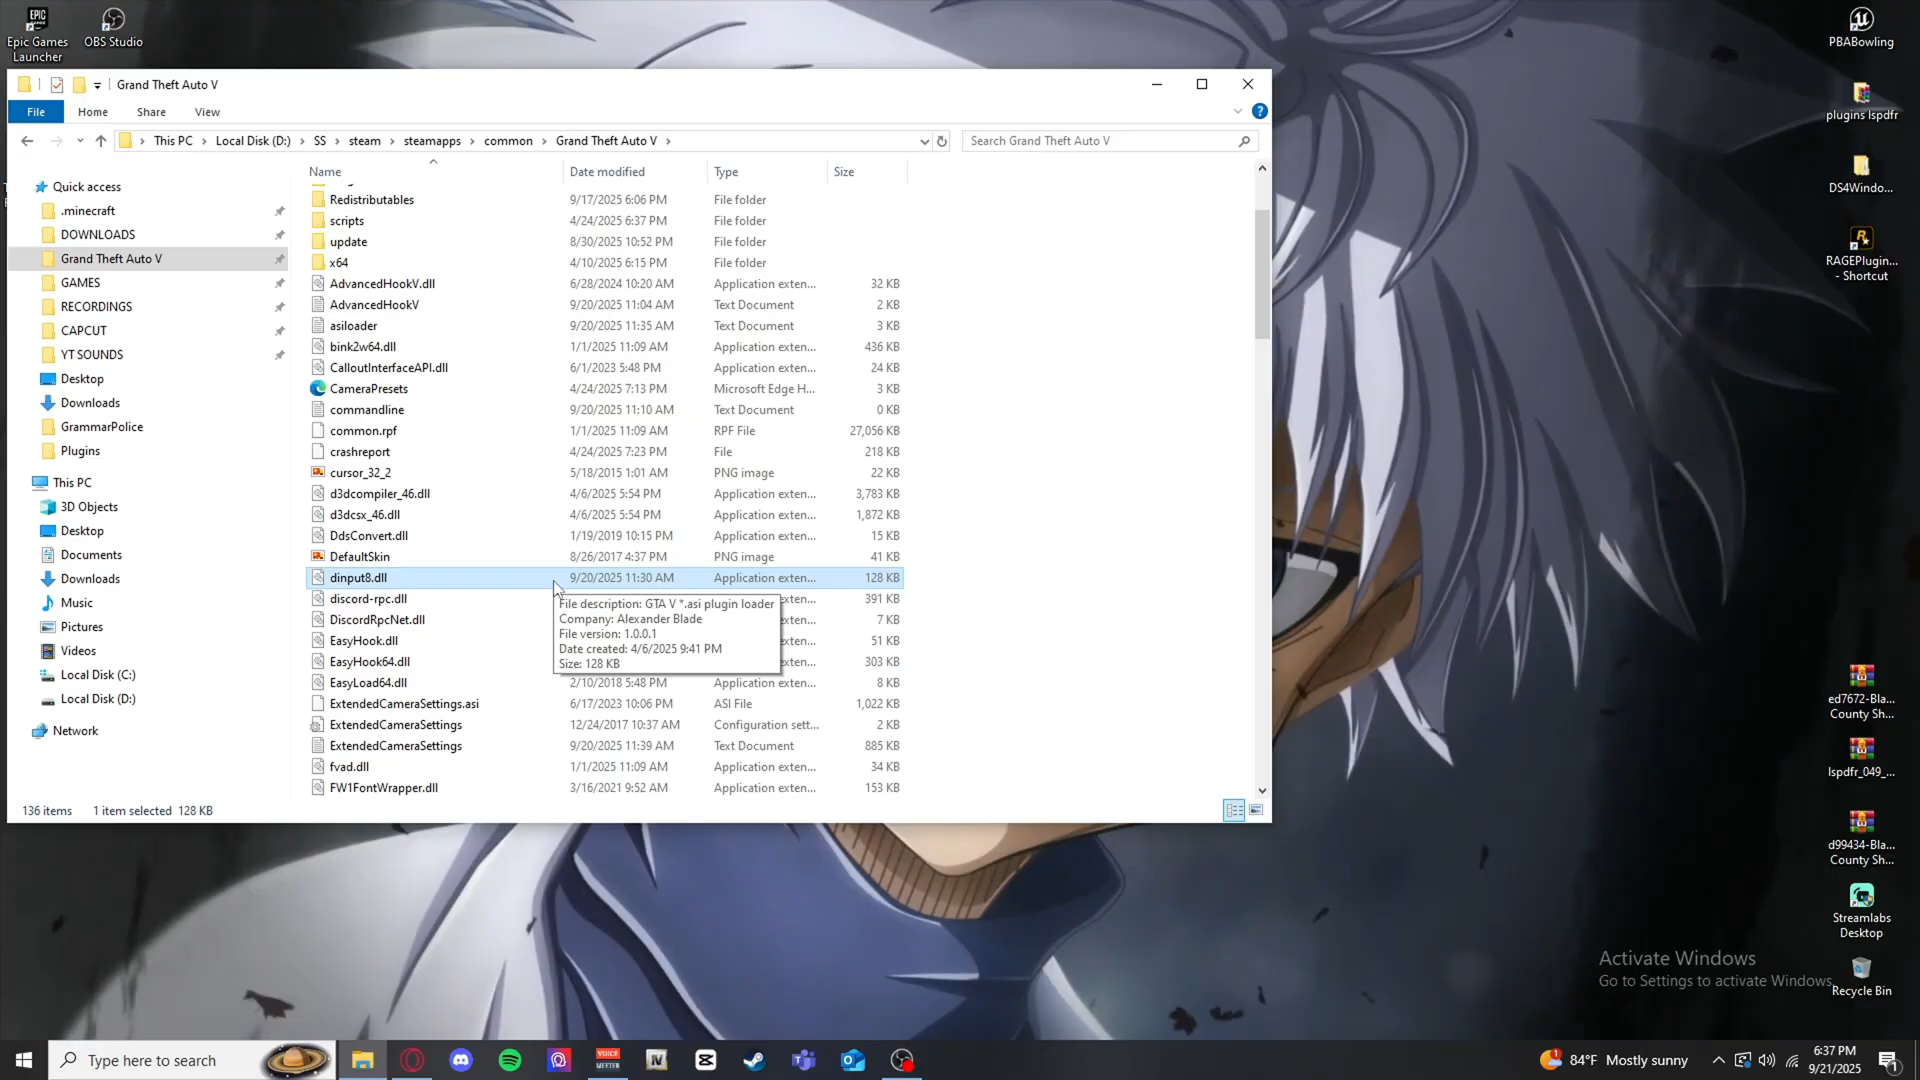 Epic Games
Launcher
OBS Studio
PBABowling
plugins lspdfr
DS4Windo...
RAGEPlugin...
- Shortcut
ed7672-Bla...
County Sh...
lspdfr_049_...
d99434-Bla...
County Sh...
Streamlabs
Desktop
Recycle Bin
Grand Theft Auto V
File Home Share View
This PC Local Disk (D:) SS steam steamapps common Grand Theft Auto V
Search Grand Theft Auto V
Name Date modified Type Size
Quick access
.minecraft
DOWNLOADS
Grand Theft Auto V
GAMES
RECORDINGS
CAPCUT
YT SOUNDS
Desktop
Downloads
GrammarPolice
Plugins
This PC
3D Objects
Desktop
Documents
Downloads
Music
Pictures
Videos
Local Disk (C:)
Local Disk (D:)
Network
Redistributables 9/17/2025 6:06 PM File folder
scripts 4/24/2025 6:37 PM File folder
update 8/30/2025 10:52 PM File folder
x64 4/10/2025 6:15 PM File folder
AdvancedHookV.dll 6/28/2024 10:20 AM Application exten... 32 KB
AdvancedHookV 9/20/2025 11:04 AM Text Document 2 KB
asiloader 9/20/2025 11:35 AM Text Document 3 KB
bink2w64.dll 1/1/2025 11:09 AM Application exten... 436 KB
CalloutInterfaceAPI.dll 6/1/2023 5:48 PM Application exten... 24 KB
CameraPresets 4/24/2025 7:13 PM Microsoft Edge H... 3 KB
commandline 9/20/2025 11:10 AM Text Document 0 KB
common.rpf 1/1/2025 11:09 AM RPF File 27,056 KB
crashreport 4/24/2025 7:23 PM File 218 KB
cursor_32_2 5/18/2015 1:01 AM PNG image 22 KB
d3dcompiler_46.dll 4/6/2025 5:54 PM Application exten... 3,783 KB
d3dcsx_46.dll 4/6/2025 5:54 PM Application exten... 1,872 KB
DdsConvert.dll 1/19/2019 10:15 PM Application exten... 15 KB
DefaultSkin 8/26/2017 4:37 PM PNG image 41 KB
dinput8.dll 9/20/2025 11:30 AM Application exten... 128 KB
discord-rpc.dll exten... 391 KB
DiscordRpcNet.dll exten... 7 KB
EasyHook.dll exten... 51 KB
EasyHook64.dll exten... 303 KB
EasyLoad64.dll 2/10/2018 5:48 PM Application exten... 8 KB
ExtendedCameraSettings.asi 6/17/2023 10:06 PM ASI File 1,022 KB
ExtendedCameraSettings 12/24/2017 10:37 AM Configuration sett... 2 KB
ExtendedCameraSettings 9/20/2025 11:39 AM Text Document 885 KB
fvad.dll 1/1/2025 11:09 AM Application exten... 34 KB
FW1FontWrapper.dll 3/16/2021 9:52 AM Application exten... 153 KB
File description: GTA V *.asi plugin loader
Company: Alexander Blade
File version: 1.0.0.1
Date created: 4/6/2025 9:41 PM
Size: 128 KB
136 items 1 item selected 128 KB
Activate Windows
Go to Settings to activate Windows.
Type here to search
84°F Mostly sunny
6:37 PM
9/21/2025